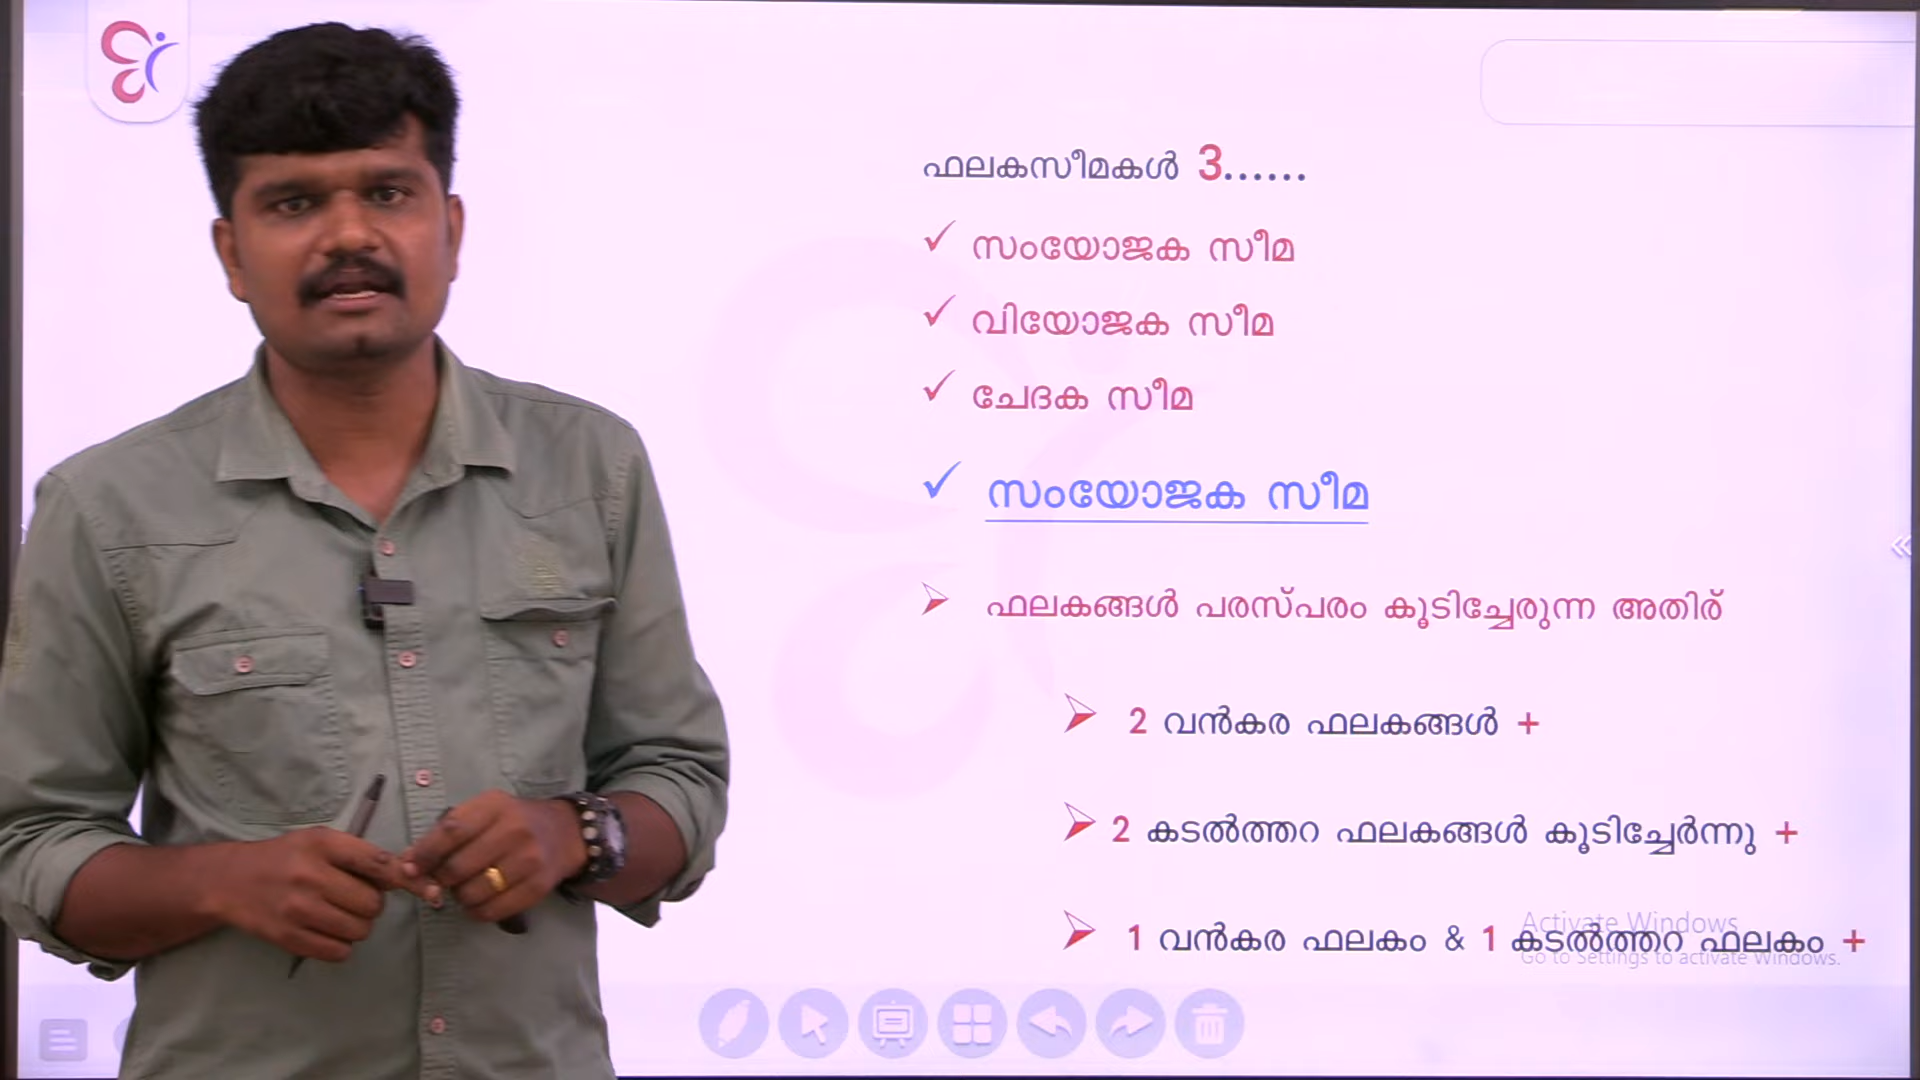 ഫലകസീമകൾ 3......
✓ സംയോജക സീമ
✓ വിയോജക സീമ
✓ ചേദക സീമ
✓ സംയോജക സീമ
➢ ഫലകങ്ങൾ പരസ്പരം കൂടിച്ചേരുന്ന അതിര്
➢ 2 വൻകര ഫലകങ്ങൾ +
➢ 2 കടൽത്തറ ഫലകങ്ങൾ കൂടിച്ചേർന്നു +
➢ 1 വൻകര ഫലകം & 1 കടൽത്തറ ഫലകം +
Activate Windows
Go to Settings to activate Windows.